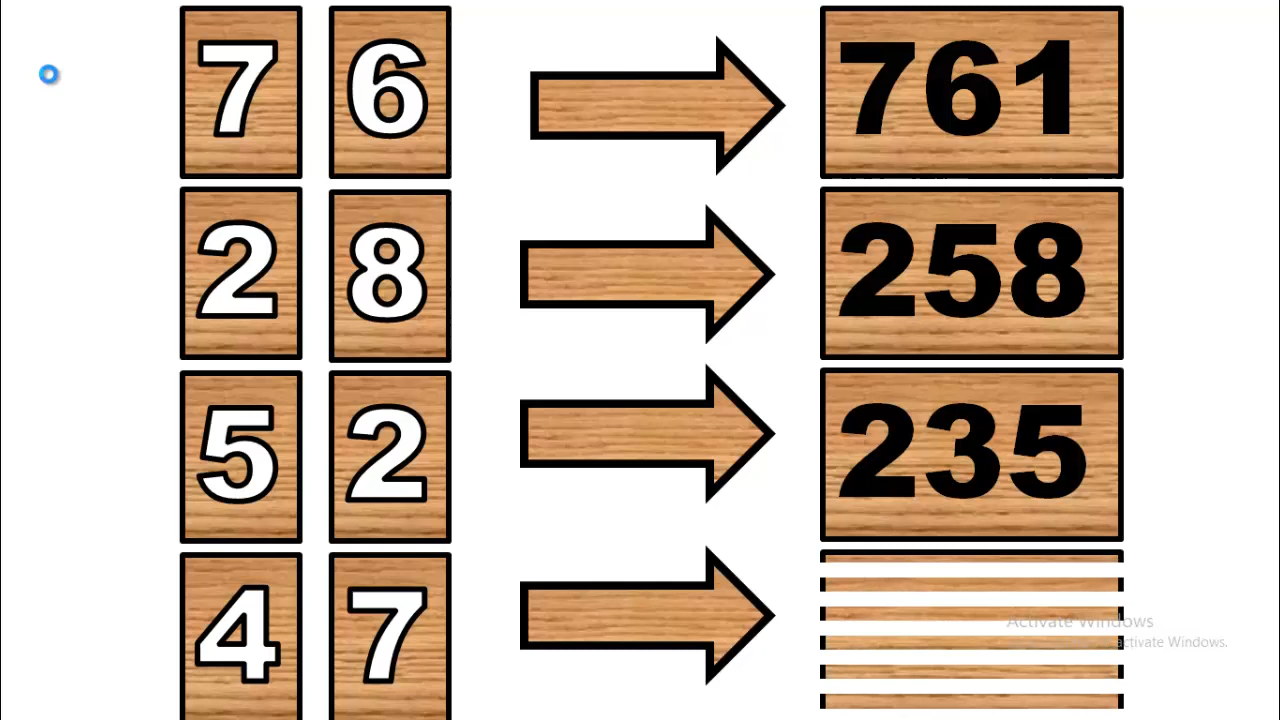 7 6 761
2 8 258
5 2 235
4 7
Activate Windows
activate Windows.